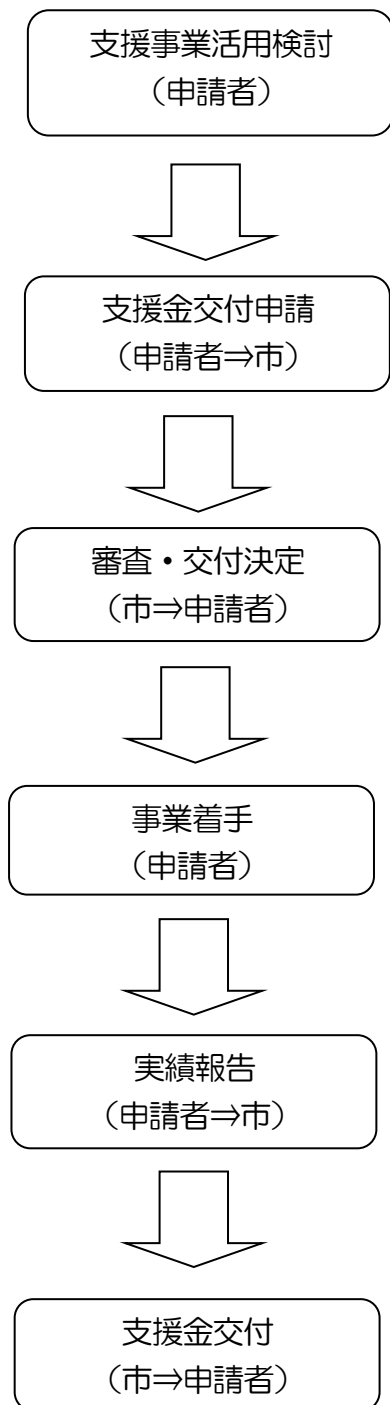 支援事業活用検討
（申請者）
支援金交付申請
（申請者⇒市）
審査・交付決定
（市⇒申請者）
事業着手
（申請者）
実績報告
（申請者⇒市）
支援金交付
（市⇒申請者）